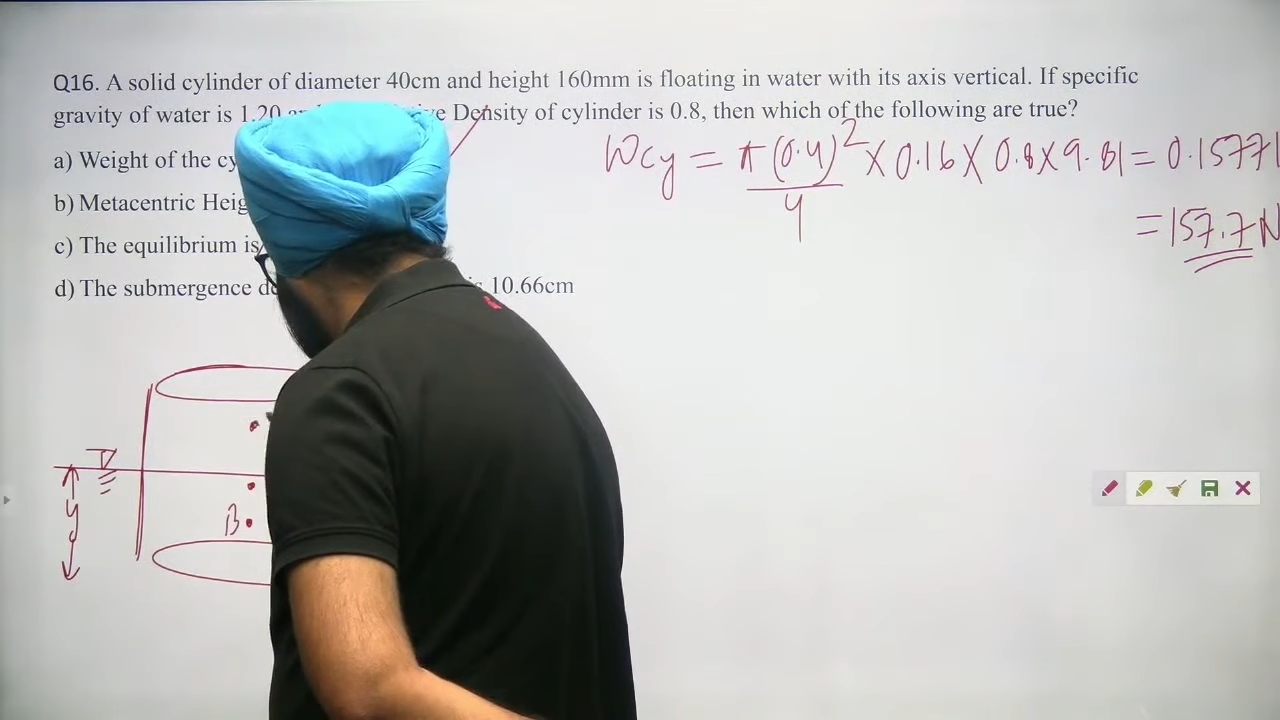 Q16. A solid cylinder of diameter 40cm and height 160mm is floating in water with its axis vertical. If specific
gravity of water is 1.20 Density of cylinder is 0.8, then which of the following are true?
a) Weight of the
b) Metacentric
c) The equilibrium is
d) The submergence 10.66cm
Wcy = π(0.4)²/4 × 0.16 × 0.8 × 9.81 = 0.1577
= 157.7 N
y
B